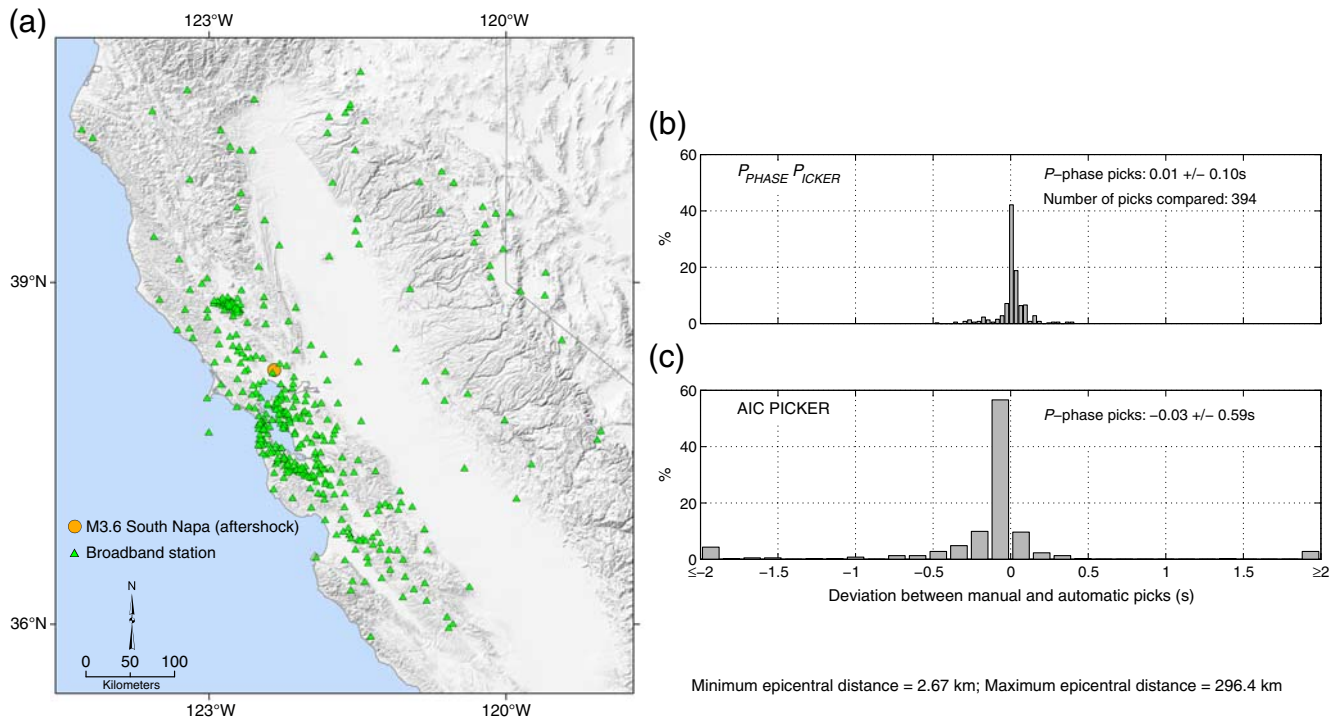 (a)
123°W
120°W
39°N
36°N
M3.6 South Napa (aftershock)
Broadband station
N
0 50 100
Kilometers
123°W
120°W
(b)
60
40
20
0
%
P_PHASE P_ICKER
P−phase picks: 0.01 +/− 0.10s
Number of picks compared: 394
(c)
60
40
20
0
%
AIC PICKER
P−phase picks: −0.03 +/− 0.59s
≤−2 −1.5 −1 −0.5 0 0.5 1 1.5 ≥2
Deviation between manual and automatic picks (s)
Minimum epicentral distance = 2.67 km; Maximum epicentral distance = 296.4 km